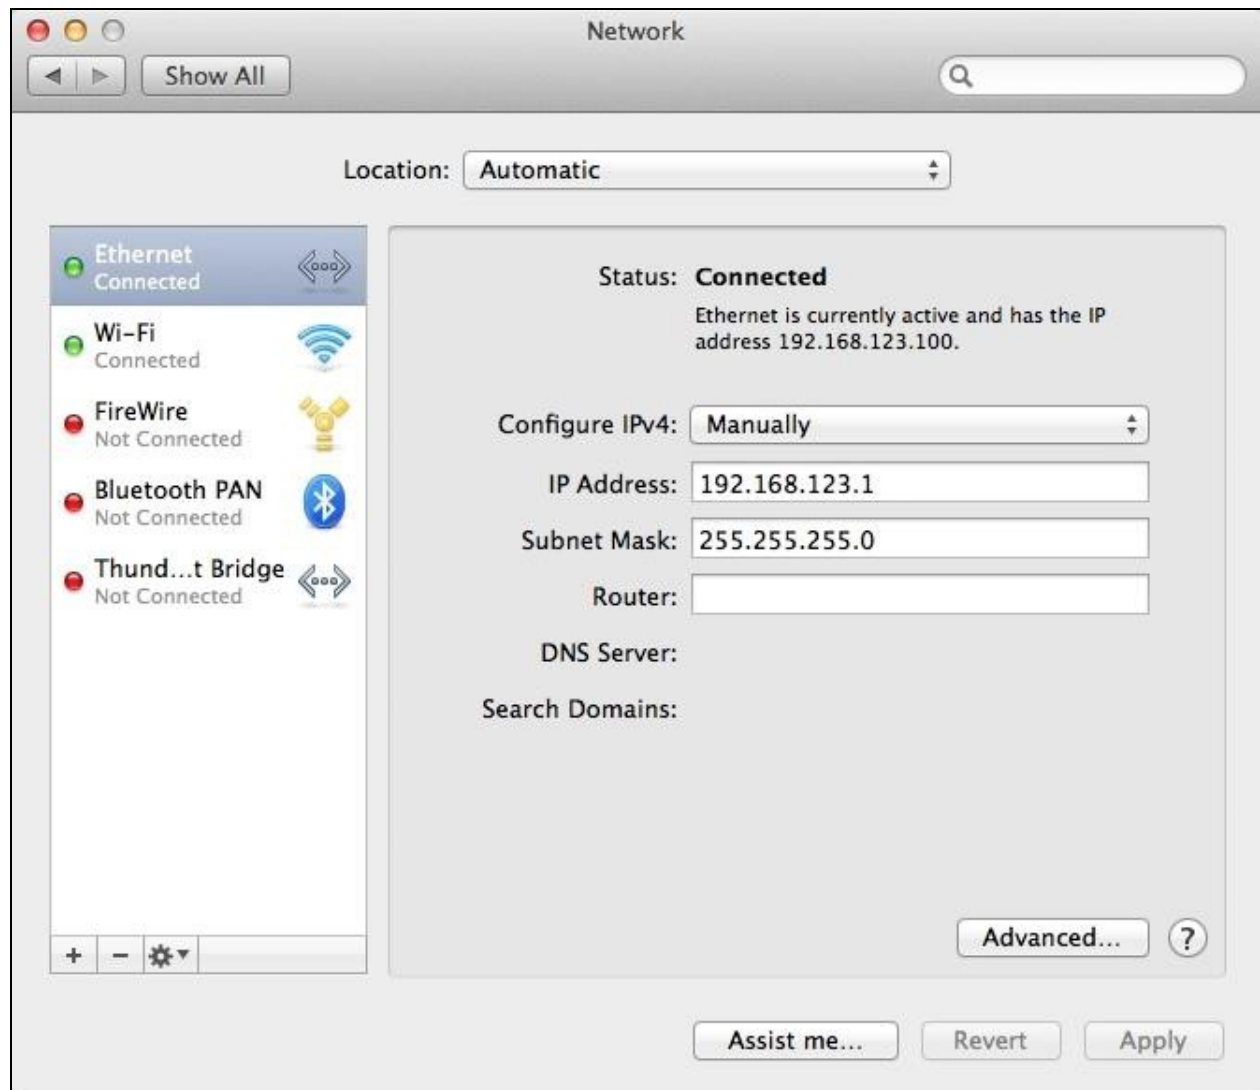 Network
Show All
Location: Automatic
Ethernet
Connected
Wi-Fi
Connected
FireWire
Not Connected
Bluetooth PAN
Not Connected
Thund...t Bridge
Not Connected
Status: Connected
Ethernet is currently active and has the IP
address 192.168.123.100.
Configure IPv4: Manually
IP Address: 192.168.123.1
Subnet Mask: 255.255.255.0
Router:
DNS Server:
Search Domains:
Advanced...
?
Assist me...
Revert
Apply